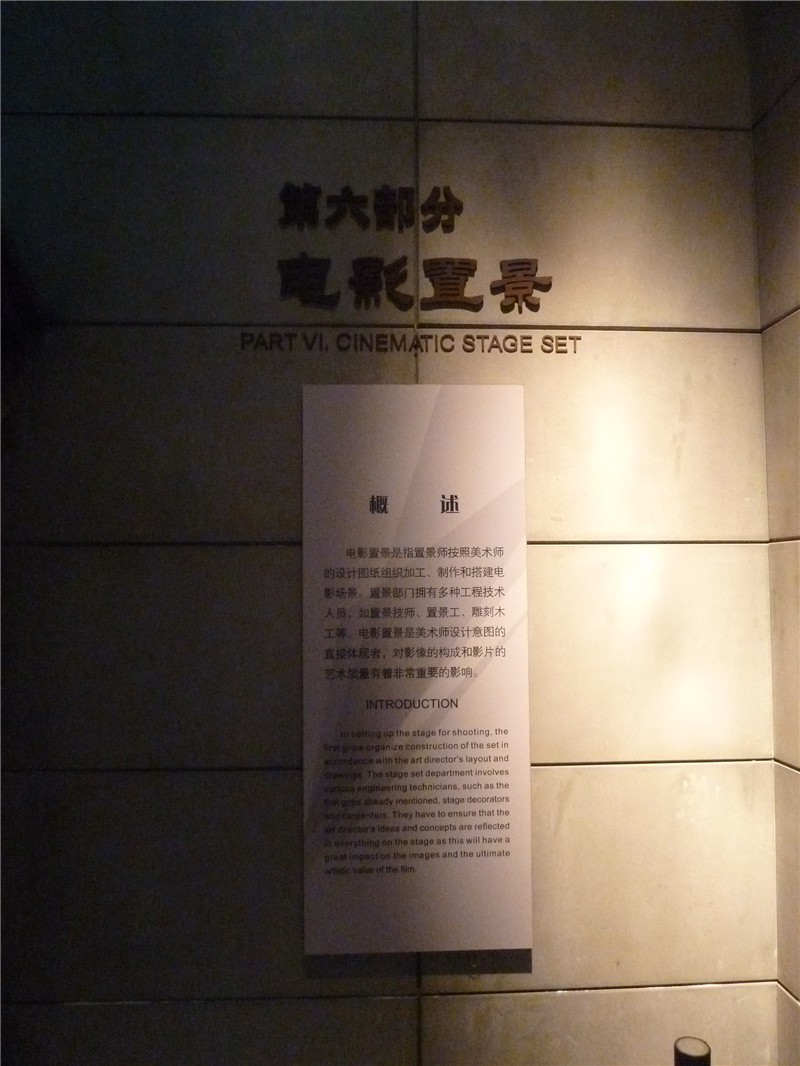 第六部分
电影置景
PART VI. CINEMATIC STAGE SET
概 述
电影置景是指置景师按照美术师
的设计图纸组织加工、制作和搭建电
影场景。置景部门拥有多种工程技术
人员，如置景技师、置景工、雕刻木
工等。电影置景是美术师设计意图的
直接体现者，对影像的构成和影片的
艺术质量有着非常重要的影响。
INTRODUCTION
In setting up the stage for shooting, the
first grips organize construction of the set in
accordance with the art director's layout and
drawings. The stage set department involves
various engineering technicians, such as the
first grips already mentioned, stage decorators
and carpenters. They have to ensure that the
art director's ideas and concepts are reflected
in everything on the stage as this will have a
great impact on the images and the ultimate
artistic value of the film.